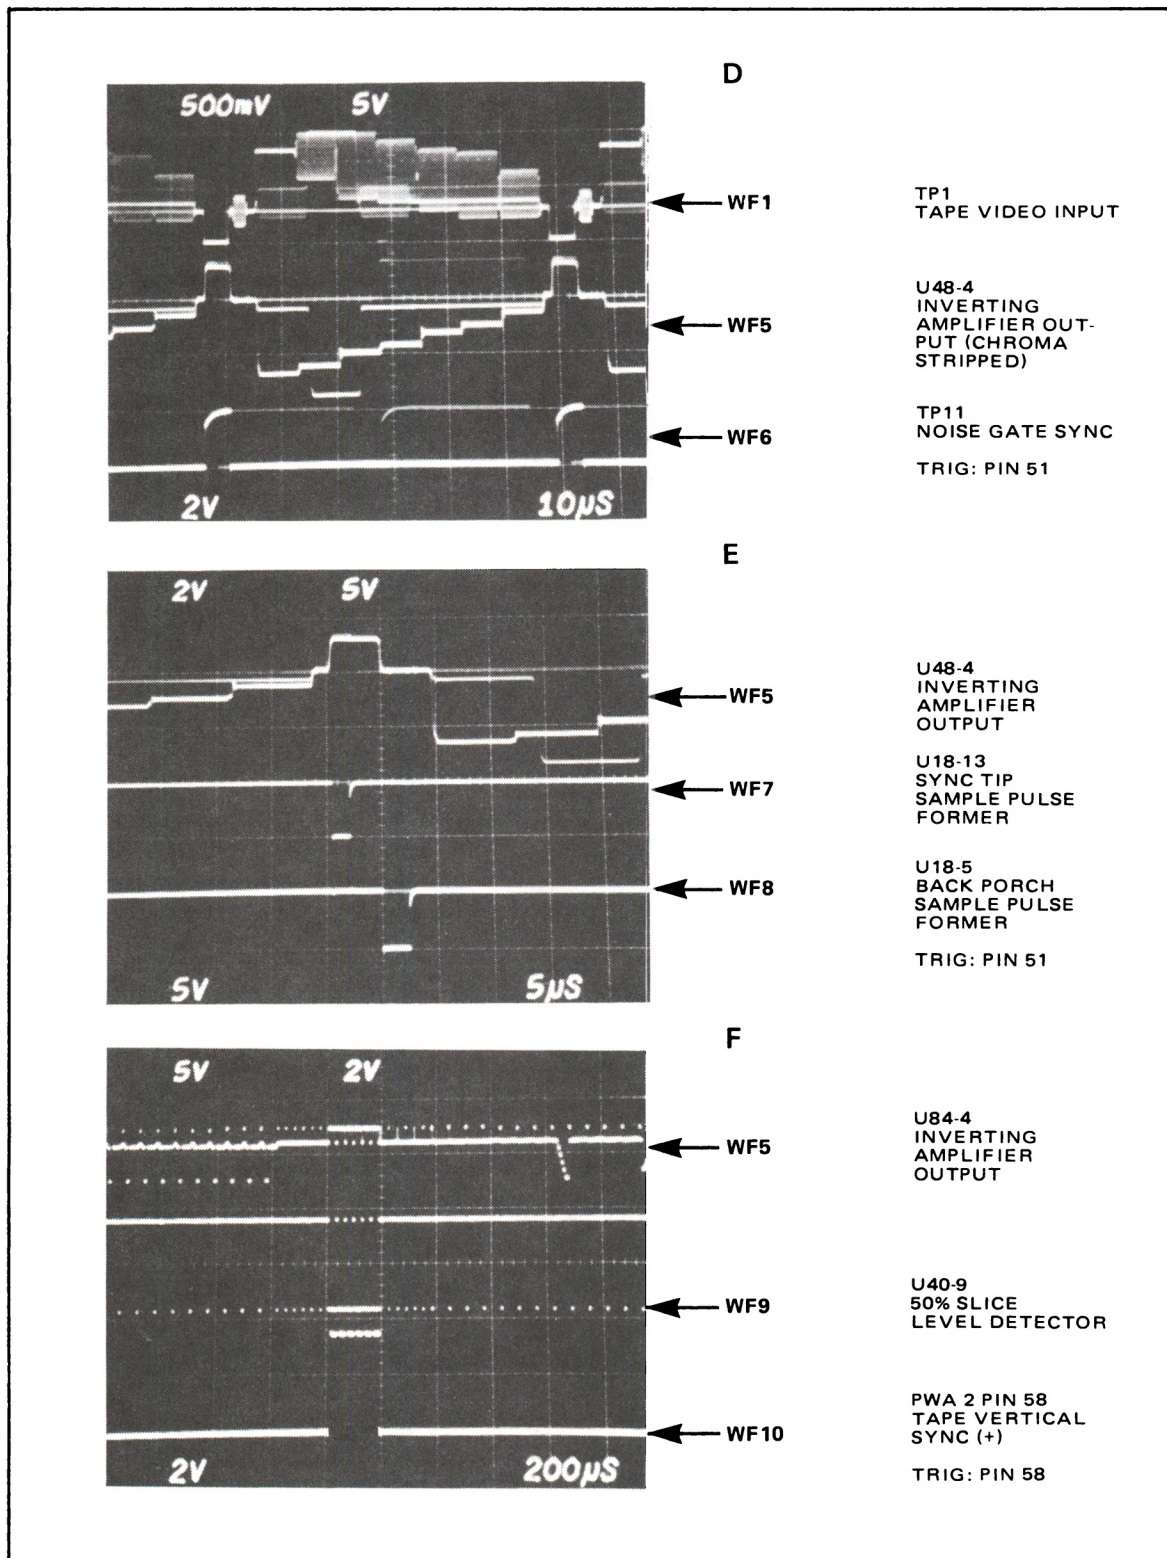 D
500mV 5V
WF1
TP1
TAPE VIDEO INPUT
WF5
U48-4
INVERTING
AMPLIFIER OUT-
PUT (CHROMA
STRIPPED)
WF6
TP11
NOISE GATE SYNC
TRIG: PIN 51
2V 10µS
E
2V 5V
WF5
U48-4
INVERTING
AMPLIFIER
OUTPUT
WF7
U18-13
SYNC TIP
SAMPLE PULSE
FORMER
WF8
U18-5
BACK PORCH
SAMPLE PULSE
FORMER
TRIG: PIN 51
5V 5µS
F
5V 2V
WF5
U84-4
INVERTING
AMPLIFIER
OUTPUT
WF9
U40-9
50% SLICE
LEVEL DETECTOR
WF10
PWA 2 PIN 58
TAPE VERTICAL
SYNC (+)
TRIG: PIN 58
2V 200µS